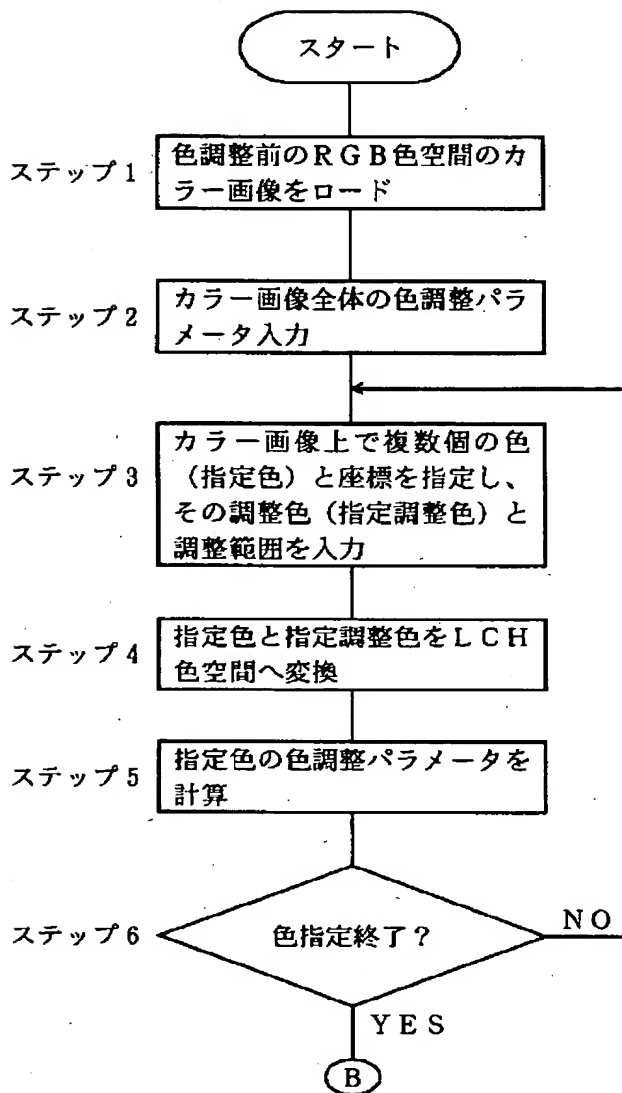 スタート
ステップ1
色調整前のRGB色空間のカ
ラー画像をロード
ステップ2
カラー画像全体の色調整パラ
メータ入力
ステップ3
カラー画像上で複数個の色
(指定色)と座標を指定し、
その調整色(指定調整色)と
調整範囲を入力
ステップ4
指定色と指定調整色をLCH
色空間へ変換
ステップ5
指定色の色調整パラメータを
計算
ステップ6
色指定終了?
NO
YES
B